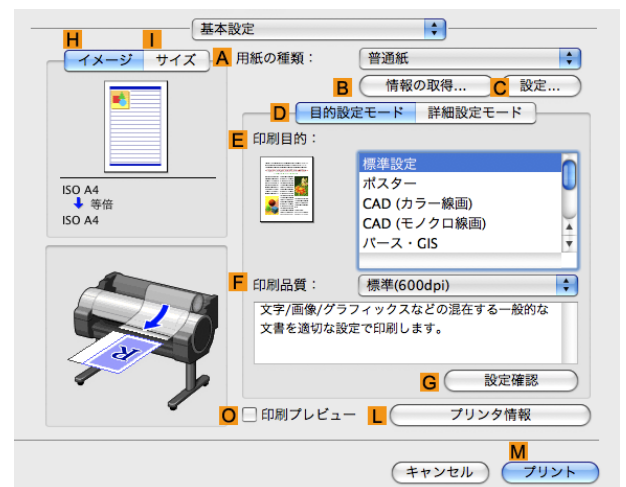 基本設定
H
I
イメージ サイズ
A 用紙の種類： 普通紙
B 情報の取得... C 設定...
D 目的設定モード 詳細設定モード
E 印刷目的：
標準設定
ポスター
CAD (カラー線画)
CAD (モノクロ線画)
パース・GIS
ISO A4
等倍
ISO A4
F 印刷品質： 標準(600dpi)
文字/画像/グラフィックスなどの混在する一般的な
文書を適切な設定で印刷します。
R
G 設定確認
O 印刷プレビュー L プリンタ情報
M
キャンセル プリント